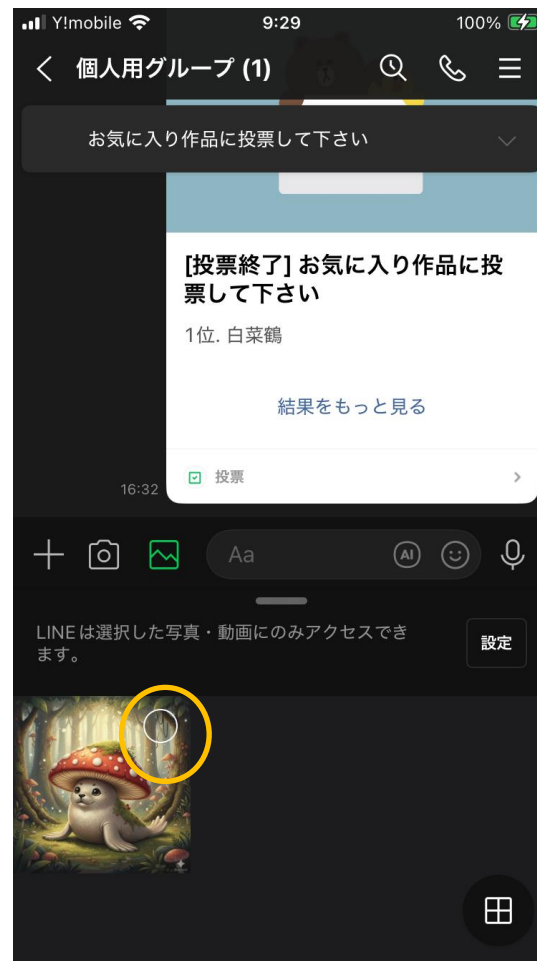 Y!mobile 9:29 100%
個人用グループ (1)
お気に入り作品に投票して下さい
[投票終了] お気に入り作品に投
票して下さい
1位. 白菜鶴
結果をもっと見る
投票
16:32
Aa AI
LINEは選択した写真・動画にのみアクセスでき
ます。
設定